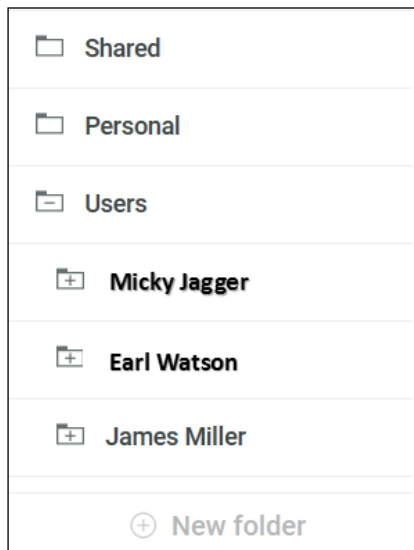 Shared
Personal
Users
Micky Jagger
Earl Watson
James Miller
New folder